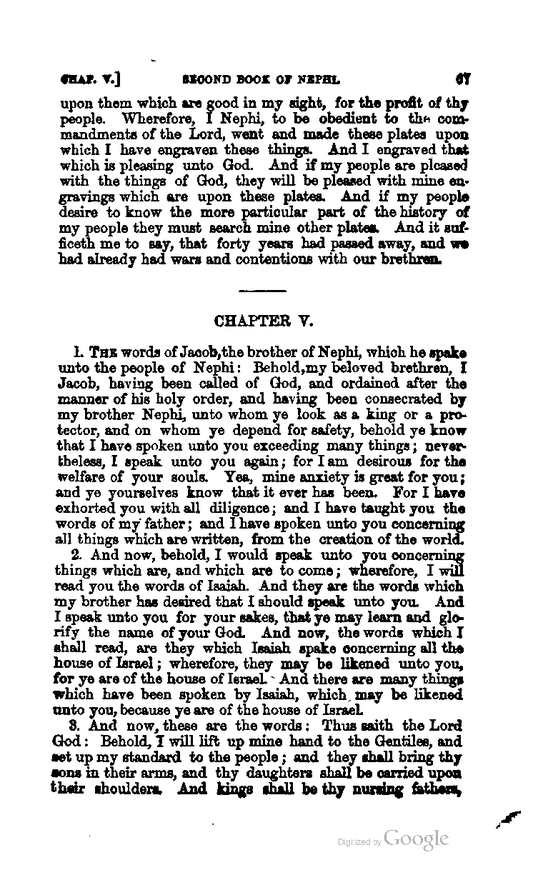 CHAP. V.] SECOND BOOK OF NEPHI. 67
upon them which are good in my sight, for the profit of thy
people. Wherefore, I Nephi, to be obedient to the com-
mandments of the Lord, went and made these plates upon
which I have engraven these things. And I engraved that
which is pleasing unto God. And if my people are pleased
with the things of God, they will be pleased with mine en-
gravings which are upon these plates. And if my people
desire to know the more particular part of the history of
my people they must search mine other plates. And it suf-
ficeth me to say, that forty years had passed away, and we
had already had wars and contentions with our brethren.
CHAPTER V.
1. THE words of Jacob, the brother of Nephi, which he spake
unto the people of Nephi: Behold, my beloved brethren, I
Jacob, having been called of God, and ordained after the
manner of his holy order, and having been consecrated by
my brother Nephi, unto whom ye look as a king or a pro-
tector, and on whom ye depend for safety, behold ye know
that I have spoken unto you exceeding many things; never-
theless, I speak unto you again; for I am desirous for the
welfare of your souls. Yea, mine anxiety is great for you;
and ye yourselves know that it ever has been. For I have
exhorted you with all diligence; and I have taught you the
words of my father; and I have spoken unto you concerning
all things which are written, from the creation of the world.
2. And now, behold, I would speak unto you concerning
things which are, and which are to come; wherefore, I will
read you the words of Isaiah. And they are the words which
my brother has desired that I should speak unto you. And
I speak unto you for your sakes, that ye may learn and glo-
rify the name of your God. And now, the words which I
shall read, are they which Isaiah spake concerning all the
house of Israel; wherefore, they may be likened unto you,
for ye are of the house of Israel. And there are many things
which have been spoken by Isaiah, which may be likened
unto you, because ye are of the house of Israel.
3. And now, these are the words: Thus saith the Lord
God: Behold, I will lift up mine hand to the Gentiles, and
set up my standard to the people; and they shall bring thy
sons in their arms, and thy daughters shall be carried upon
their shoulders. And kings shall be thy nursing fathers,
Digitized by Google